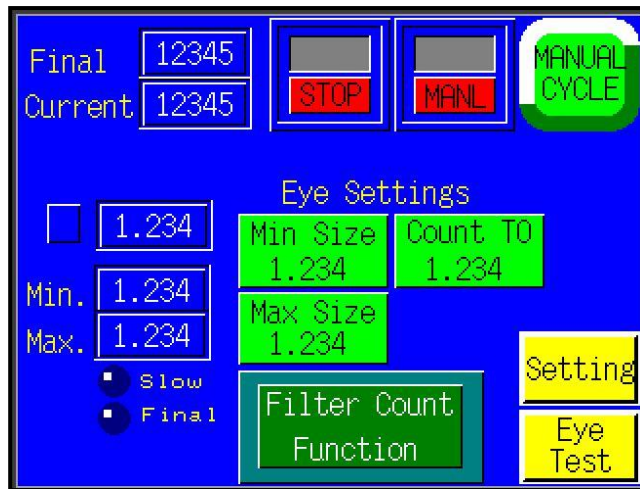 Final 12345
Current 12345
STOP
MANL
MANUAL
CYCLE
Eye Settings
1.234
Min Size
1.234
Count TO
1.234
Min. 1.234
Max. 1.234
Max Size
1.234
Slow
Final
Filter Count
Function
Setting
Eye
Test